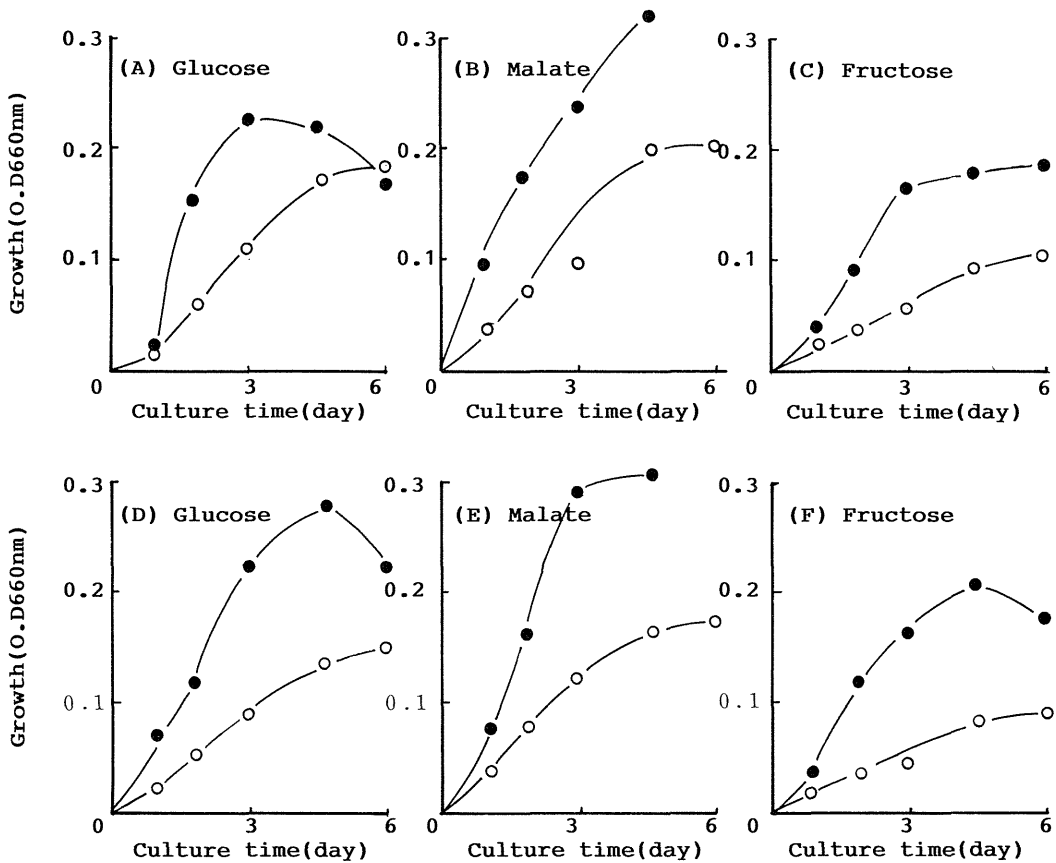 Growth(O.D660nm)
0.3
0.2
0.1
0
3
6
(A) Glucose
Culture time(day)
0.3
0.2
0.1
0
3
6
(B) Malate
Culture time(day)
0.3
0.2
0.1
0
3
6
(C) Fructose
Culture time(day)
Growth(O.D660nm)
0.3
0.2
0.1
0
3
6
(D) Glucose
Culture time(day)
0.3
0.2
0.1
0
3
6
(E) Malate
Culture time(day)
0.3
0.2
0.1
0
3
6
(F) Fructose
Culture time(day)